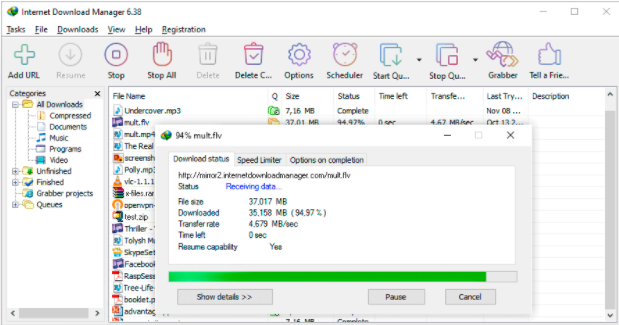 Internet Download Manager 6.38
Tasks File Downloads View Help Registration
Add URL Resume Stop Stop All Delete Delete C... Options Scheduler Start Qu... Stop Qu... Grabber Tell a Frie...
Categories
All Downloads
Compressed
Documents
Music
Programs
Video
Unfinished
Finished
Grabber projects
Queues
File Name Q Size Status Time left Transfe... Last Try... Description
Undercover.mp3 7,16 MB Complete Nov 08 ...
mult.flv 37,01 MB 94.97% 0 sec 4,67 MB/sec Oct 13 2...
mult.mp4
The Real
screensh
Polly.mp3
vlc-1.1.1
x-files.rar
openvpn-
test.zip
Thriller -
Tolysh Mu
SkypeSet
Facebook
RaspSess
Tree-Life-
booklet.p
advantag
7,16 MB Complete
94% mult.flv
Download status Speed Limiter Options on completion
http://mirror2.internetdownloadmanager.com/mult.flv
Status Receiving data...
File size 37,017 MB
Downloaded 35,158 MB ( 94.97 % )
Transfer rate 4,679 MB/sec
Time left 0 sec
Resume capability Yes
Show details >> Pause Cancel